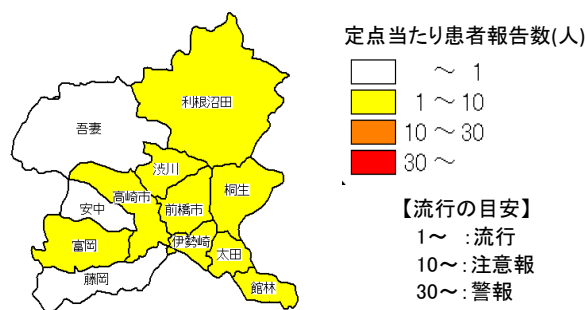 定点当たり患者報告数(人)
～ 1
1 ～ 10
10 ～ 30
30 ～
【流行の目安】
1～ ：流行
10～：注意報
30～：警報
利根沼田
吾妻
渋川
桐生
高崎市
前橋市
安中
伊勢崎
富岡
太田
藤岡
館林